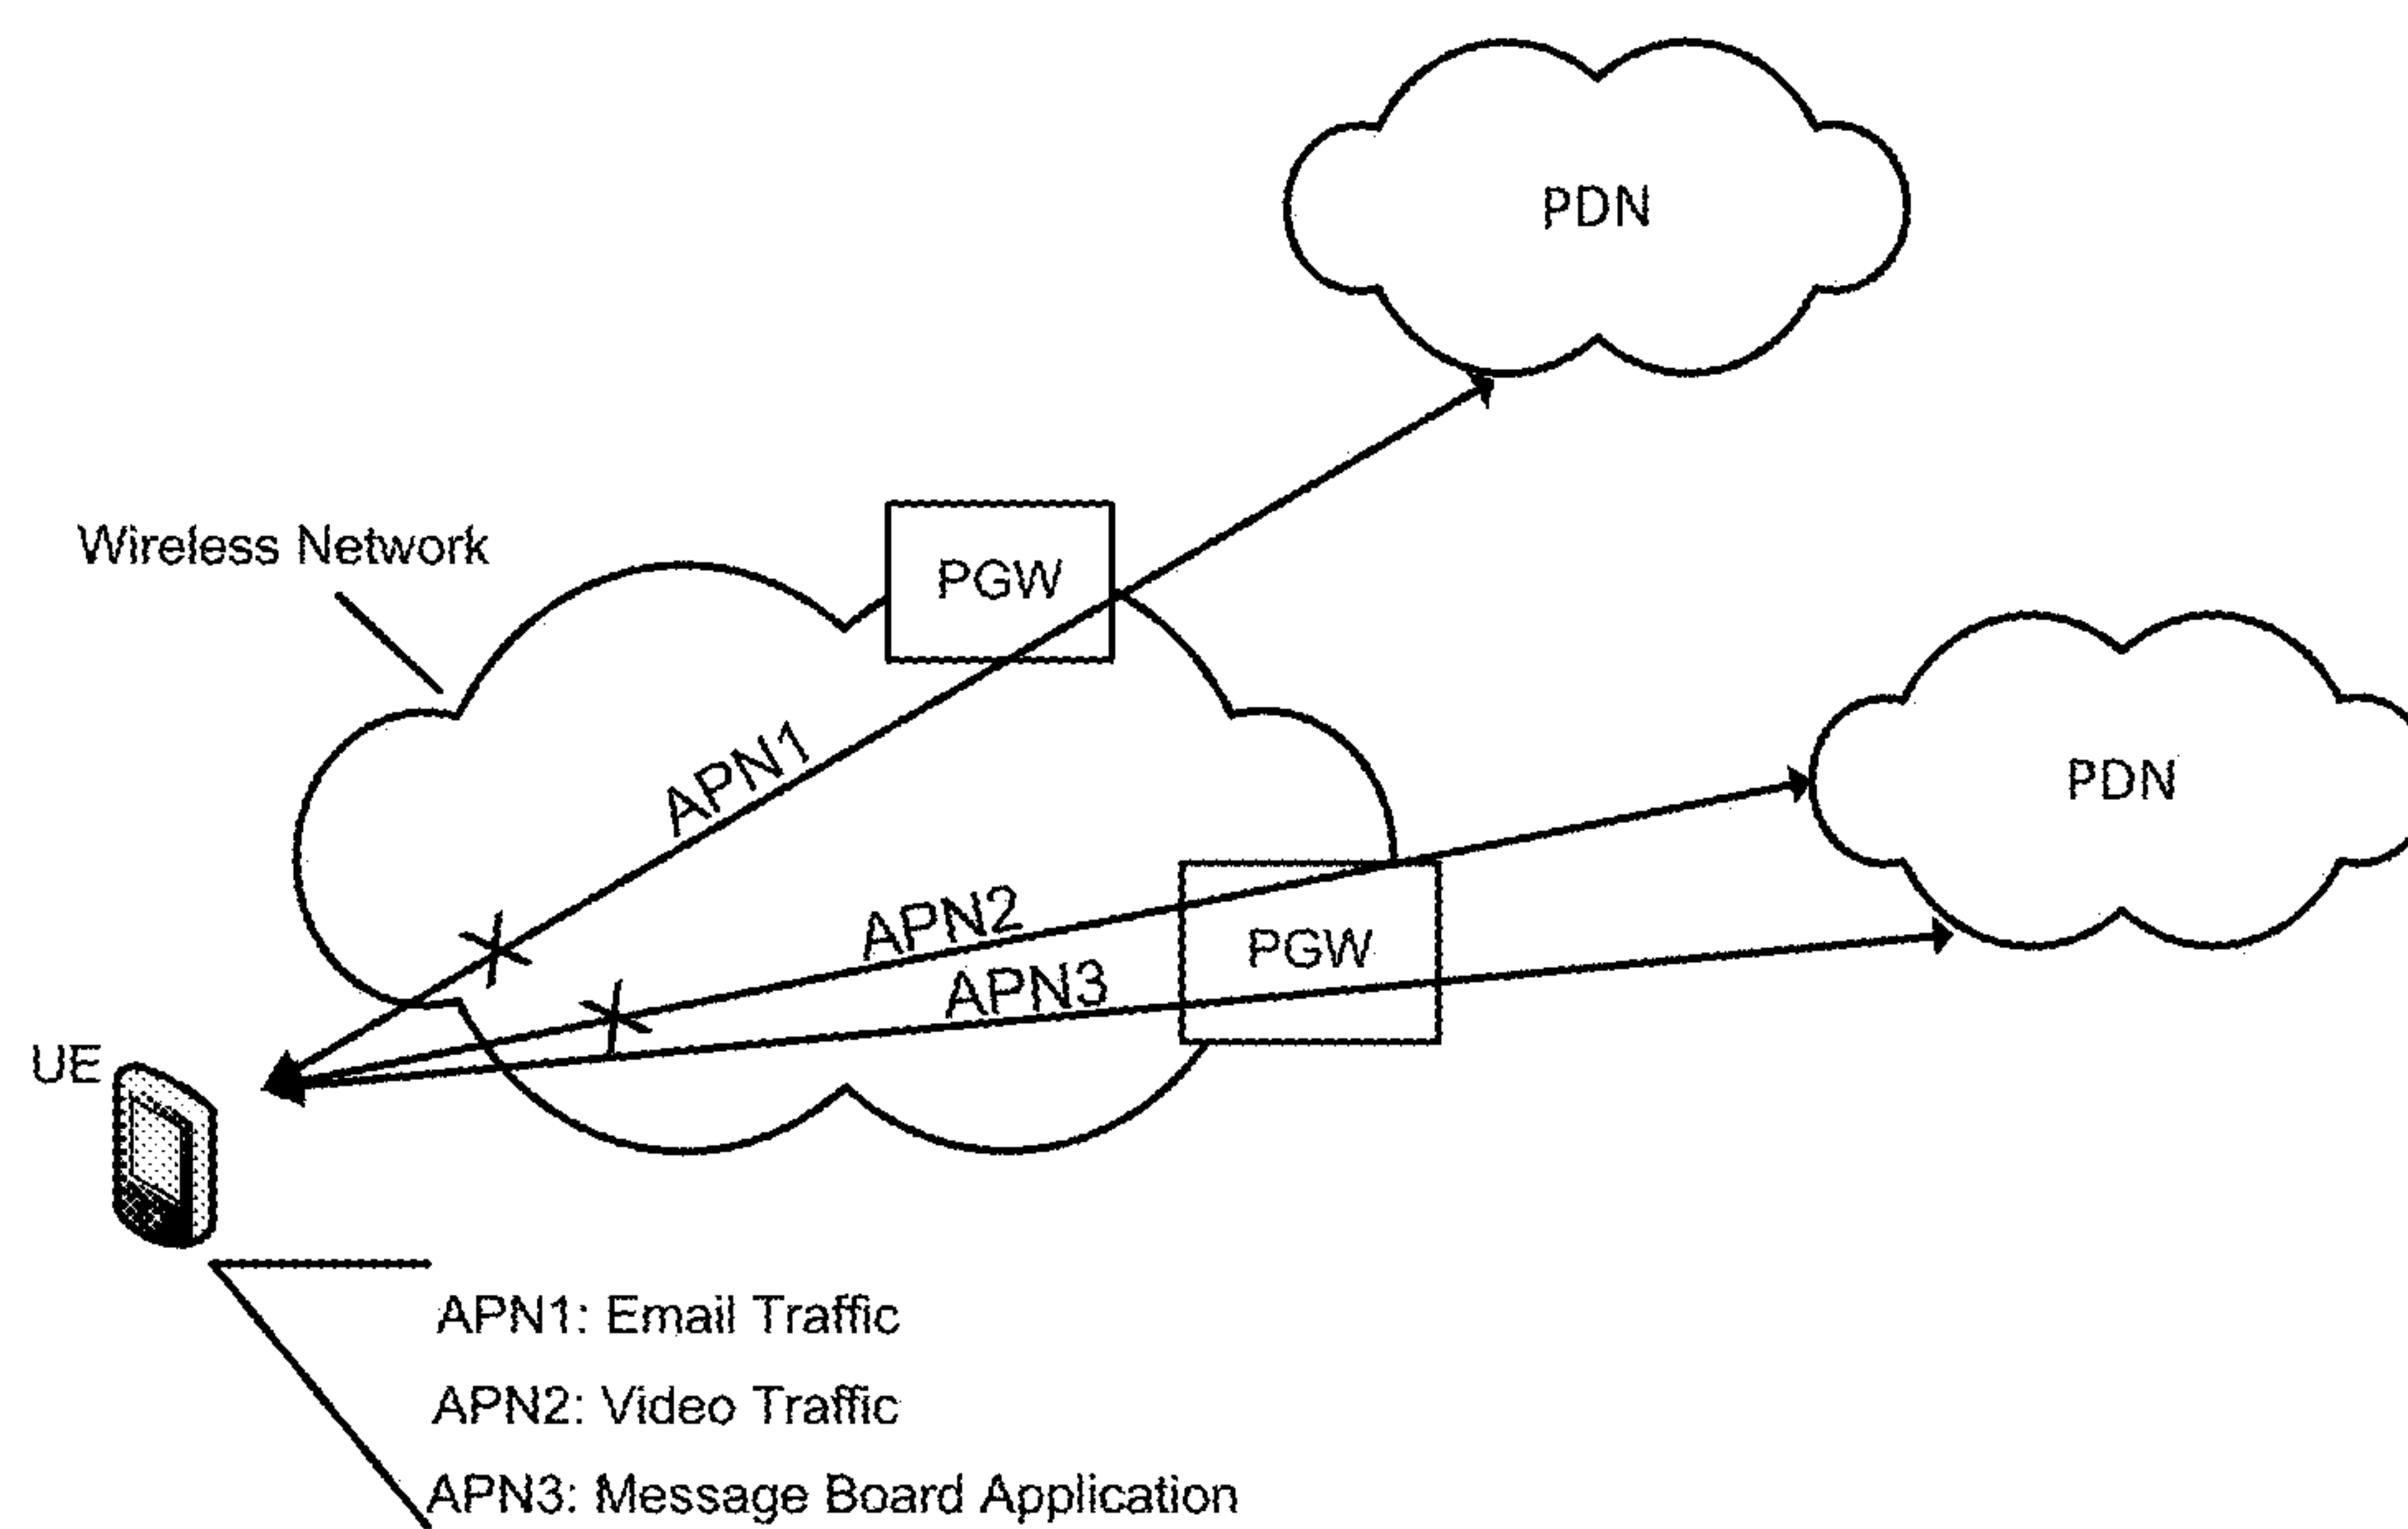 PDN
Wireless Network
PGW
APN1
PDN
APN2
PGW
APN3
UE
APN1: Email Traffic
APN2: Video Traffic
APN3: Message Board Application